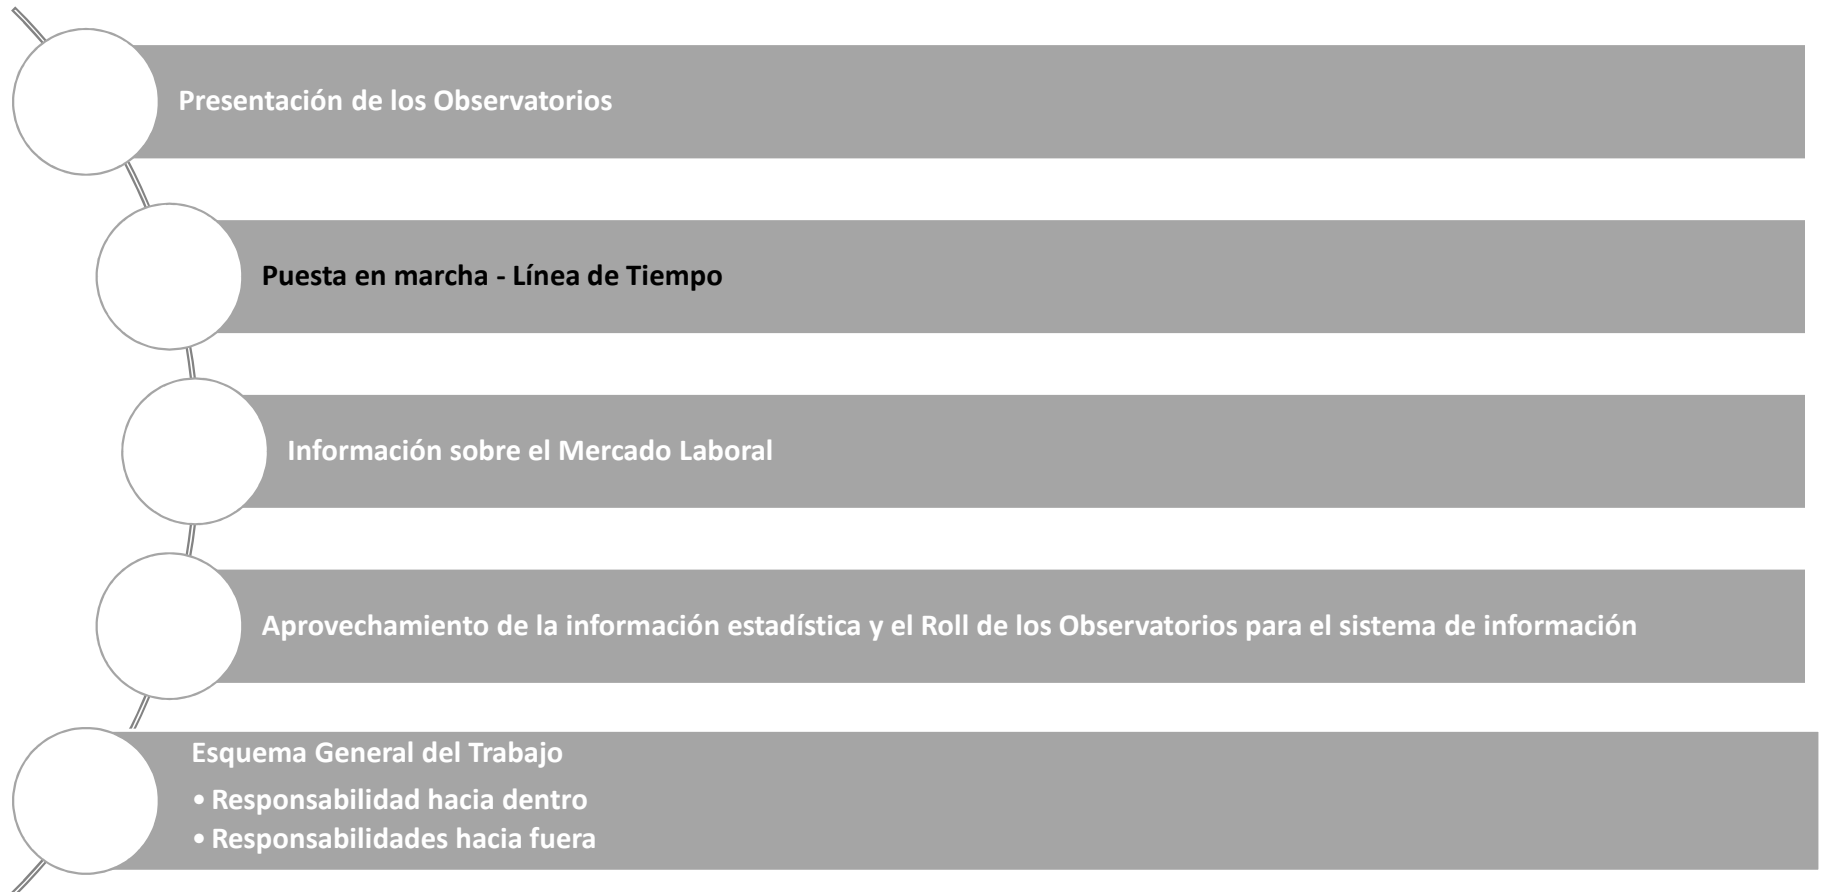 Presentación de los Observatorios
Puesta en marcha - Línea de Tiempo
Información sobre el Mercado Laboral
Aprovechamiento de la información estadística y el Roll de los Observatorios para el sistema de información
Esquema General del Trabajo
• Responsabilidad hacia dentro
• Responsabilidades hacia fuera